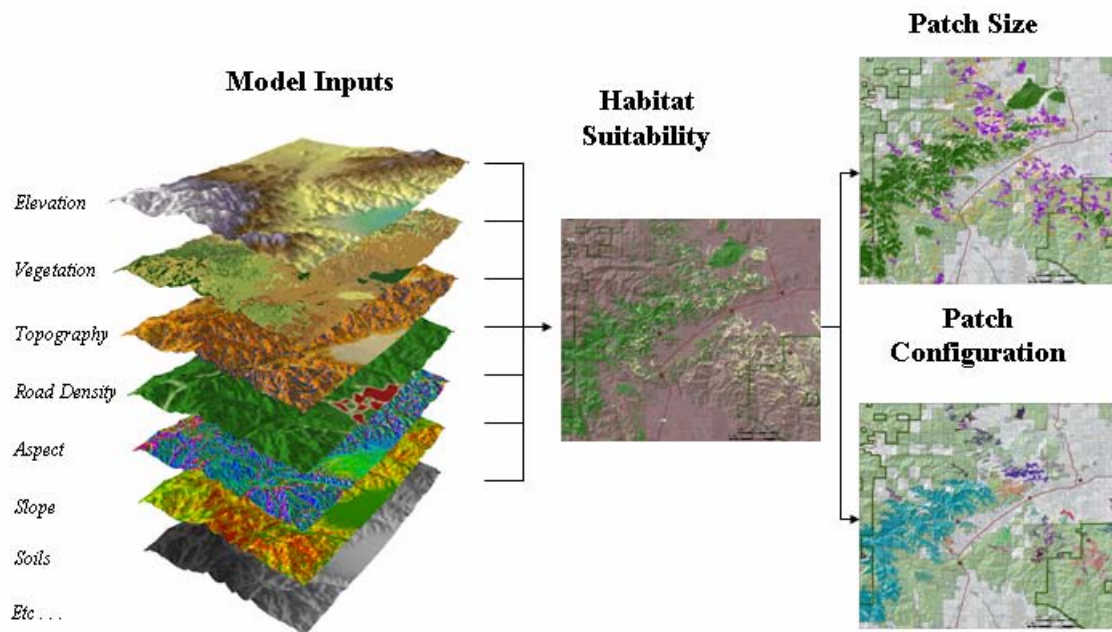 Model Inputs
Elevation
Vegetation
Topography
Road Density
Aspect
Slope
Soils
Etc . . .
Habitat
Suitability
Patch Size
Patch
Configuration